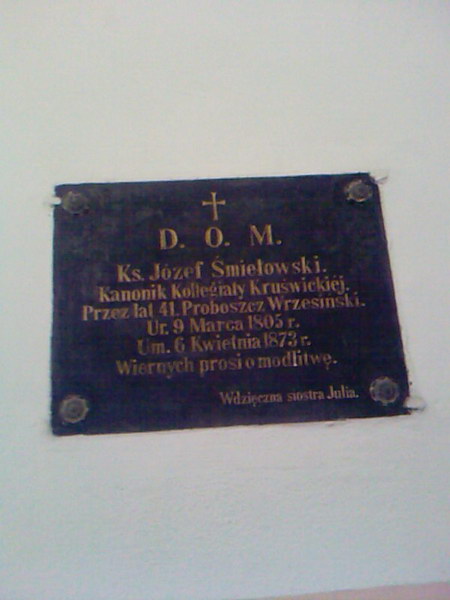 D. O. M.
Ks. Józef Śmiełowski.
Kanonik Kollegiaty Kruświckiéj.
Przez lat 41. Proboszcz Wrzesiński.
Ur. 9 Marca 1805 r.
Um. 6 Kwietnia 1873 r.
Wiernych prosi o modlitwę.
Wdzięczna siostra Julia.